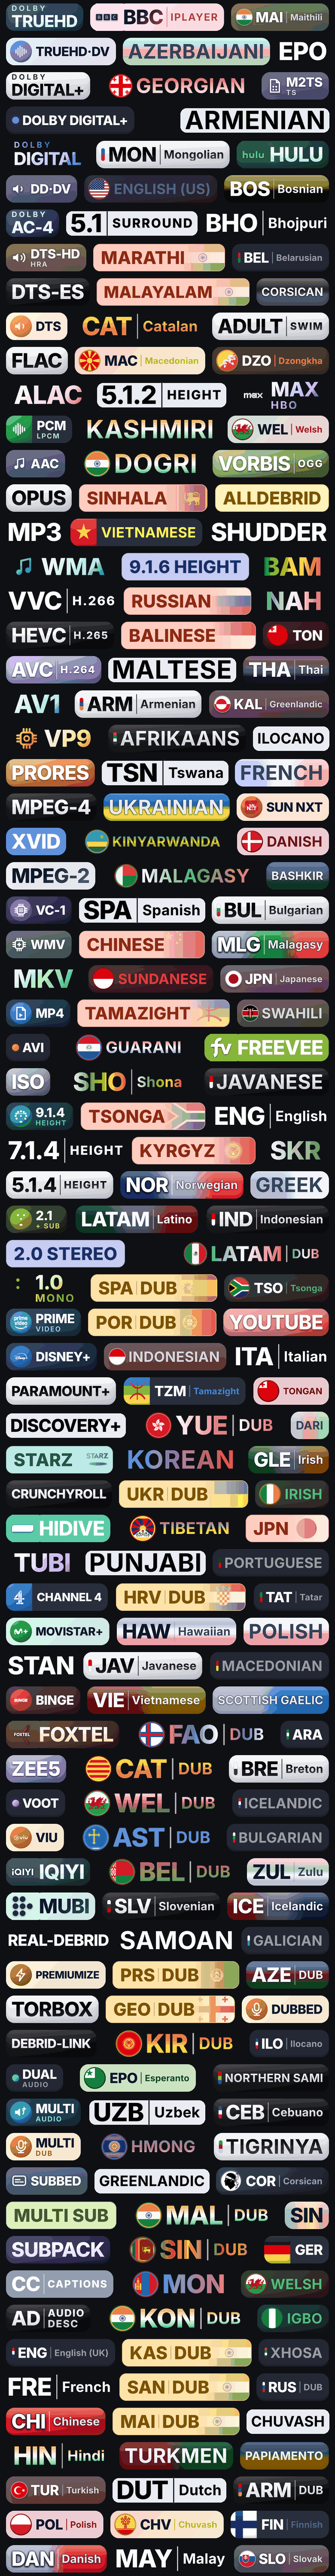 DOLBY TRUEHD BBC BBC | IPLAYER MAI | Maithili
TRUEHD·DV AZERBAIJANI EPO
DOLBY DIGITAL+ GEORGIAN M2TS TS
DOLBY DIGITAL+ ARMENIAN
DOLBY DIGITAL MON | Mongolian hulu | HULU
DD·DV ENGLISH (US) BOS | Bosnian
DOLBY AC-4 5.1 | SURROUND BHO | Bhojpuri
DTS-HD HRA MARATHI BEL | Belarusian
DTS-ES MALAYALAM CORSICAN
DTS CAT | Catalan ADULT | SWIM
FLAC MAC | Macedonian DZO | Dzongkha
ALAC 5.1.2 | HEIGHT max MAX HBO
PCM LPCM KASHMIRI WEL | Welsh
AAC DOGRI VORBIS | OGG
OPUS SINHALA ALLDEBRID
MP3 VIETNAMESE SHUDDER
WMA 9.1.6 HEIGHT BAM
VVC | H.266 RUSSIAN NAH
HEVC | H.265 BALINESE TON
AVC | H.264 MALTESE THA | Thai
AV1 ARM | Armenian KAL | Greenlandic
VP9 AFRIKAANS ILOCANO
PRORES TSN | Tswana FRENCH
MPEG-4 UKRAINIAN SUN NXT
XVID KINYARWANDA DANISH
MPEG-2 MALAGASY BASHKIR
VC-1 SPA | Spanish BUL | Bulgarian
WMV CHINESE MLG | Malagasy
MKV SUNDANESE JPN | Japanese
MP4 TAMAZIGHT SWAHILI
AVI GUARANI fv FREEVEE
ISO SHO | Shona JAVANESE
9.1.4 HEIGHT TSONGA ENG | English
7.1.4 | HEIGHT KYRGYZ SKR
5.1.4 | HEIGHT NOR | Norwegian GREEK
2.1 + SUB LATAM | Latino IND | Indonesian
2.0 STEREO LATAM | DUB
1.0 MONO SPA | DUB TSO | Tsonga
prime video PRIME VIDEO POR | DUB YOUTUBE
DISNEY+ INDONESIAN ITA | Italian
PARAMOUNT+ TZM | Tamazight TONGAN
DISCOVERY+ YUE | DUB DARI
STARZ STARZ KOREAN GLE | Irish
CRUNCHYROLL UKR | DUB IRISH
HIDIVE TIBETAN JPN
TUBI PUNJABI PORTUGUESE
4 CHANNEL 4 HRV | DUB TAT | Tatar
M+ MOVISTAR+ HAW | Hawaiian POLISH
STAN JAV | Javanese MACEDONIAN
BINGE BINGE VIE | Vietnamese SCOTTISH GAELIC
FOXTEL FOXTEL FAO | DUB ARA
ZEE5 CAT | DUB BRE | Breton
VOOT WEL | DUB ICELANDIC
viu VIU AST | DUB BULGARIAN
iQIYI IQIYI BEL | DUB ZUL | Zulu
MUBI SLV | Slovenian ICE | Icelandic
REAL-DEBRID SAMOAN GALICIAN
PREMIUMIZE PRS | DUB AZE | DUB
TORBOX GEO | DUB DUBBED
DEBRID-LINK KIR | DUB ILO | Ilocano
DUAL AUDIO EPO | Esperanto NORTHERN SAMI
MULTI AUDIO UZB | Uzbek CEB | Cebuano
MULTI DUB HMONG TIGRINYA
SUBBED GREENLANDIC COR | Corsican
MULTI SUB MAL | DUB SIN
SUBPACK SIN | DUB GER
CC | CAPTIONS MON WELSH
AD | AUDIO DESC KON | DUB IGBO
ENG | English (UK) KAS | DUB XHOSA
FRE | French SAN | DUB RUS | DUB
CHI | Chinese MAI | DUB CHUVASH
HIN | Hindi TURKMEN PAPIAMENTO
TUR | Turkish DUT | Dutch ARM | DUB
POL | Polish CHV | Chuvash FIN | Finnish
DAN | Danish MAY | Malay SLO | Slovak